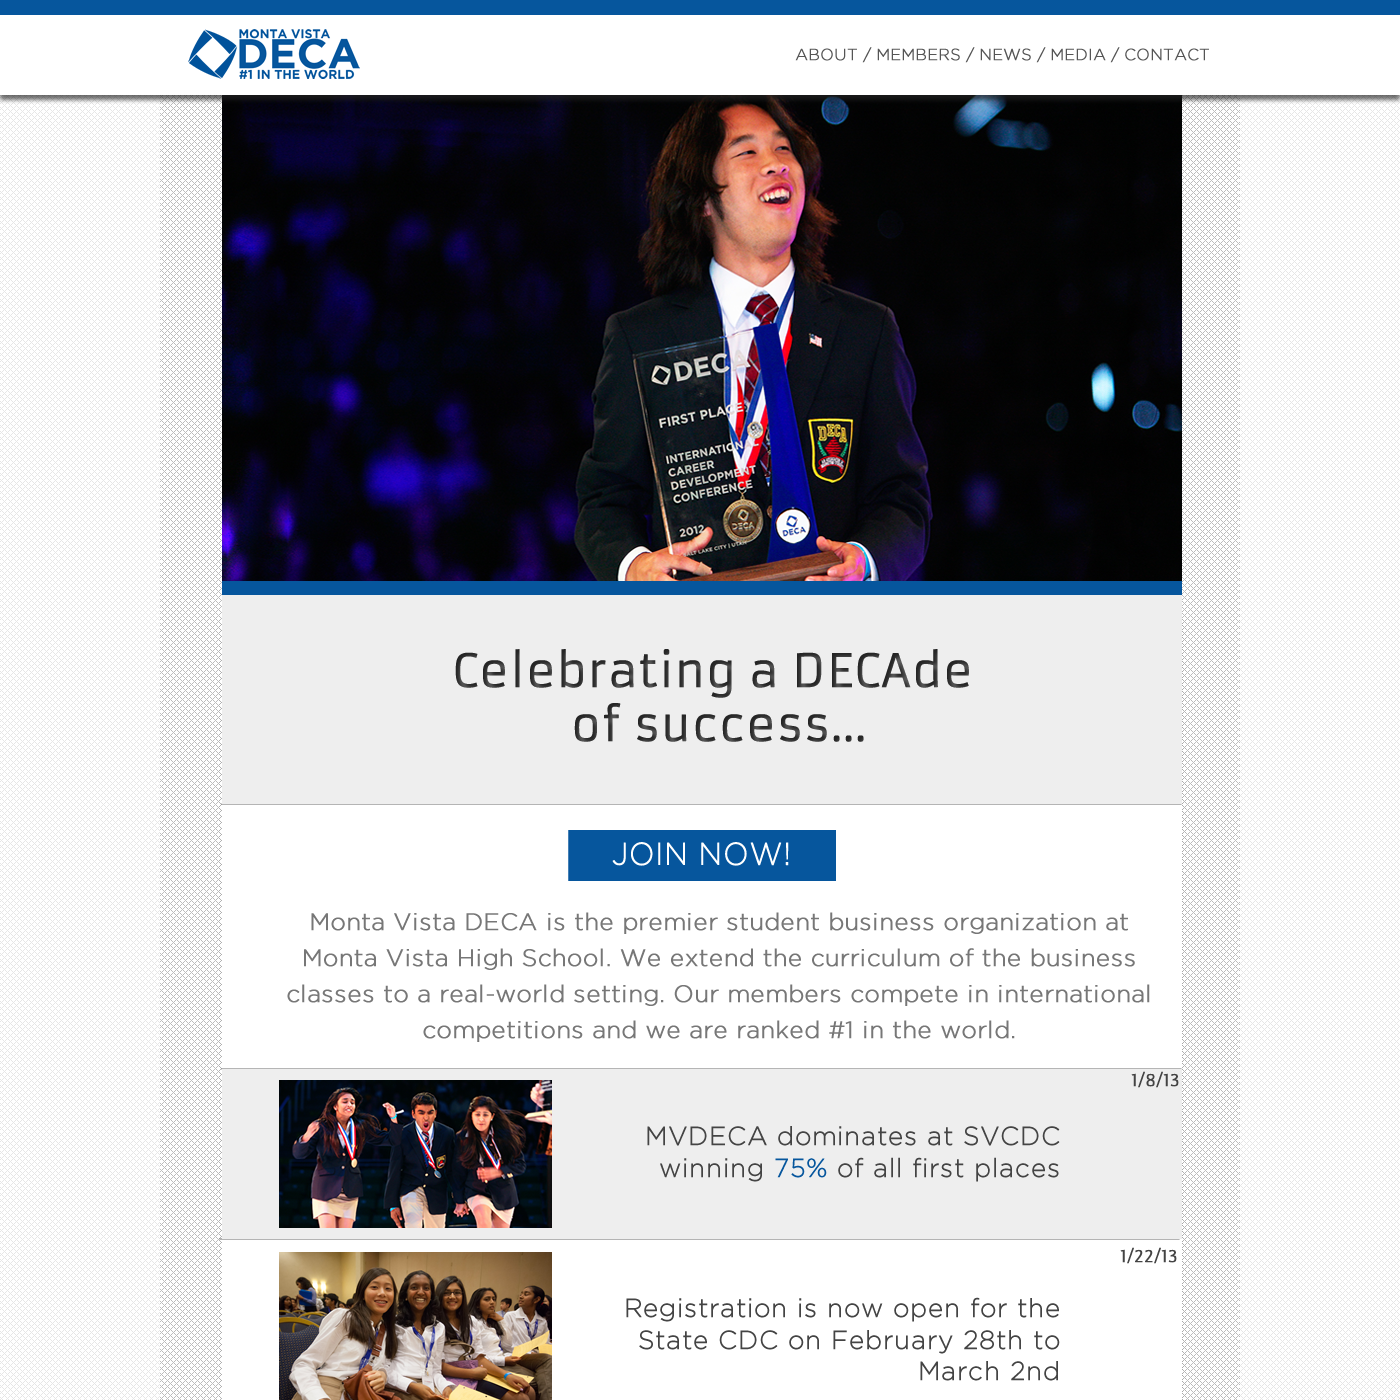 MONTA VISTA
DECA
#1 IN THE WORLD
ABOUT / MEMBERS / NEWS / MEDIA / CONTACT
DECA
FIRST PLACE
INTERNATIONAL
CAREER
DEVELOPMENT
CONFERENCE
2012
LT LAKE CITY | UTAH
DECA
DECA
DECA
Celebrating a DECAde
of success...
JOIN NOW!
Monta Vista DECA is the premier student business organization at
Monta Vista High School. We extend the curriculum of the business
classes to a real-world setting. Our members compete in international
competitions and we are ranked #1 in the world.
1/8/13
MVDECA dominates at SVCDC
winning 75% of all first places
1/22/13
Registration is now open for the
State CDC on February 28th to
March 2nd